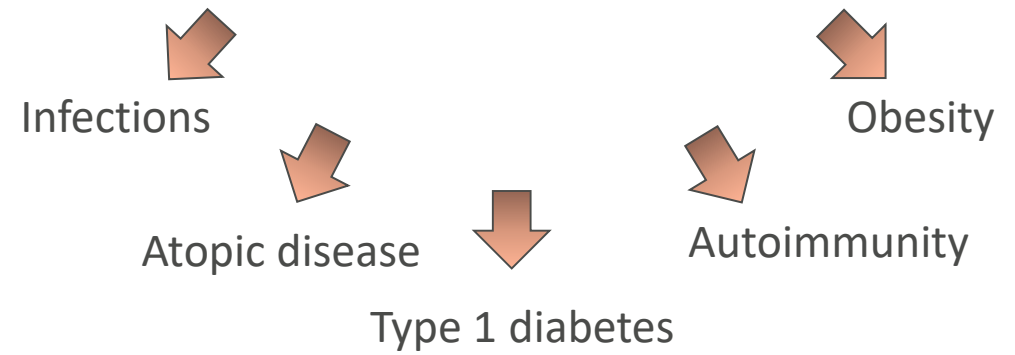 Infections
Obesity
Atopic disease
Autoimmunity
Type 1 diabetes